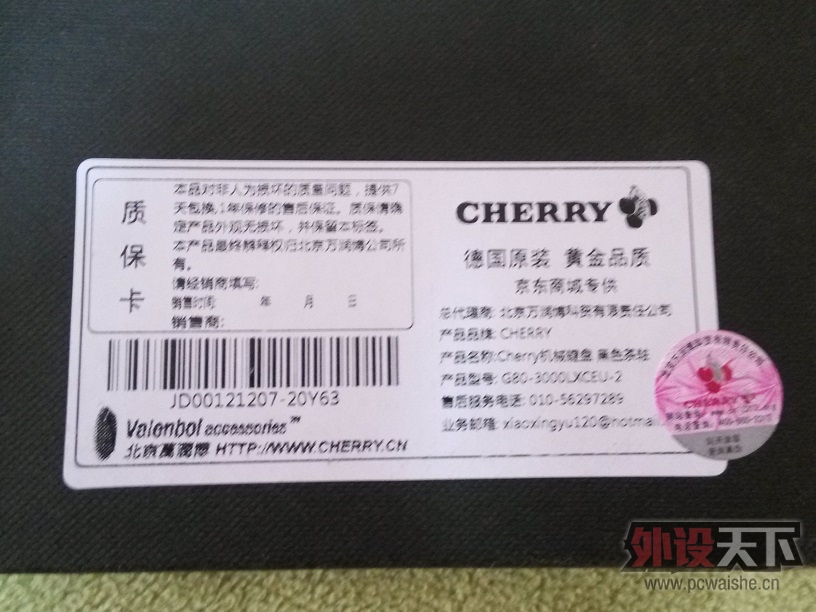 质保卡
本品对非人为损坏的质量问题，提供7
天包换,1年保修的售后保证。质保请确
定产品外观无损坏，并保留本标签。
本产品最终解释权归北京万润博公司所
有。
请经销商填写:
销售时间: 年 月 日
销售商:
JD00121207-20Y63
Valenbol accessories™
北京萬潤博 HTTP://WWW.CHERRY.CN
CHERRY
德国原装 黄金品质
京东商城专供
总代理商: 北京万润博科贸有限责任公司
产品品牌: CHERRY
产品名称:Cherry机械键盘 黑色茶轴
产品型号: G80-3000LXCEU-2
售后服务电话: 010-56297289
业务邮箱: xiaoxingyu120@hotmail
CHERRY
外设天下
www.pcwaishe.cn